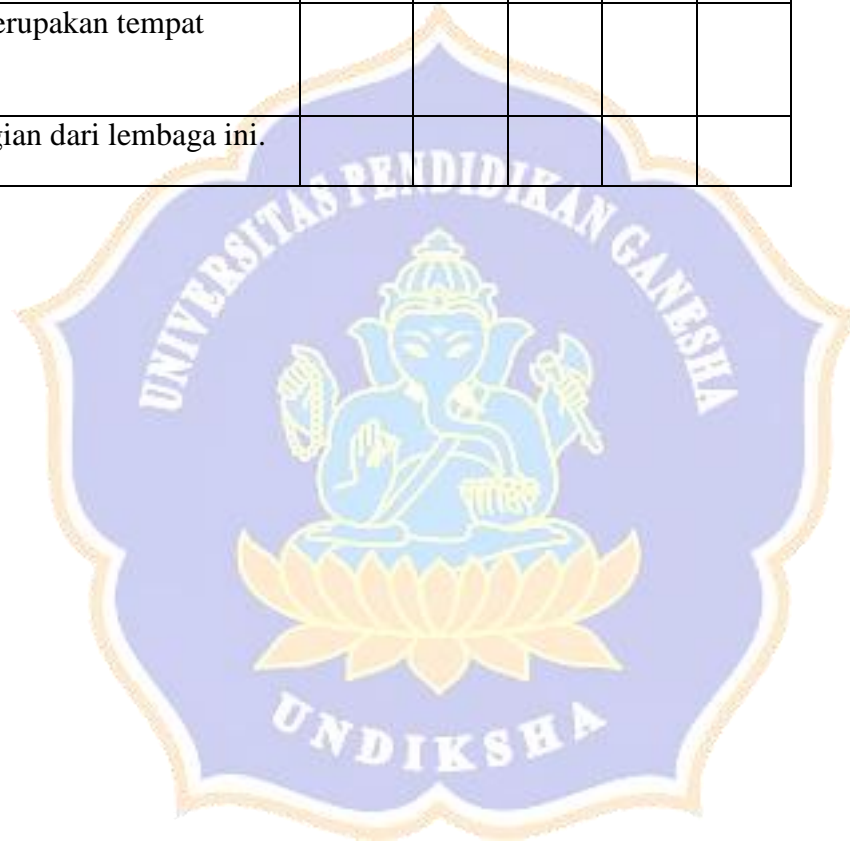 erupakan tempat
gian dari lembaga ini.
UNIVERSITAS PENDIDIKAN GANESHA
UNDIKSHA